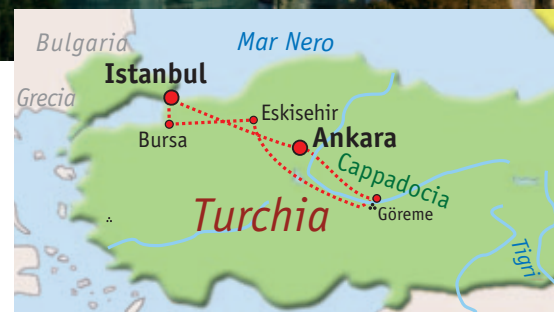 Bulgaria
Mar Nero
Istanbul
Grecia
Eskisehir
Bursa
Ankara
Cappadocia
Turchia
Göreme
Tigri